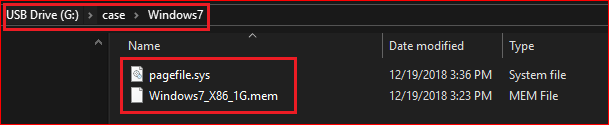 USB Drive (G:) > case > Windows7
Name Date modified Type
pagefile.sys 12/19/2018 3:36 PM System file
Windows7_X86_1G.mem 12/19/2018 3:23 PM MEM File